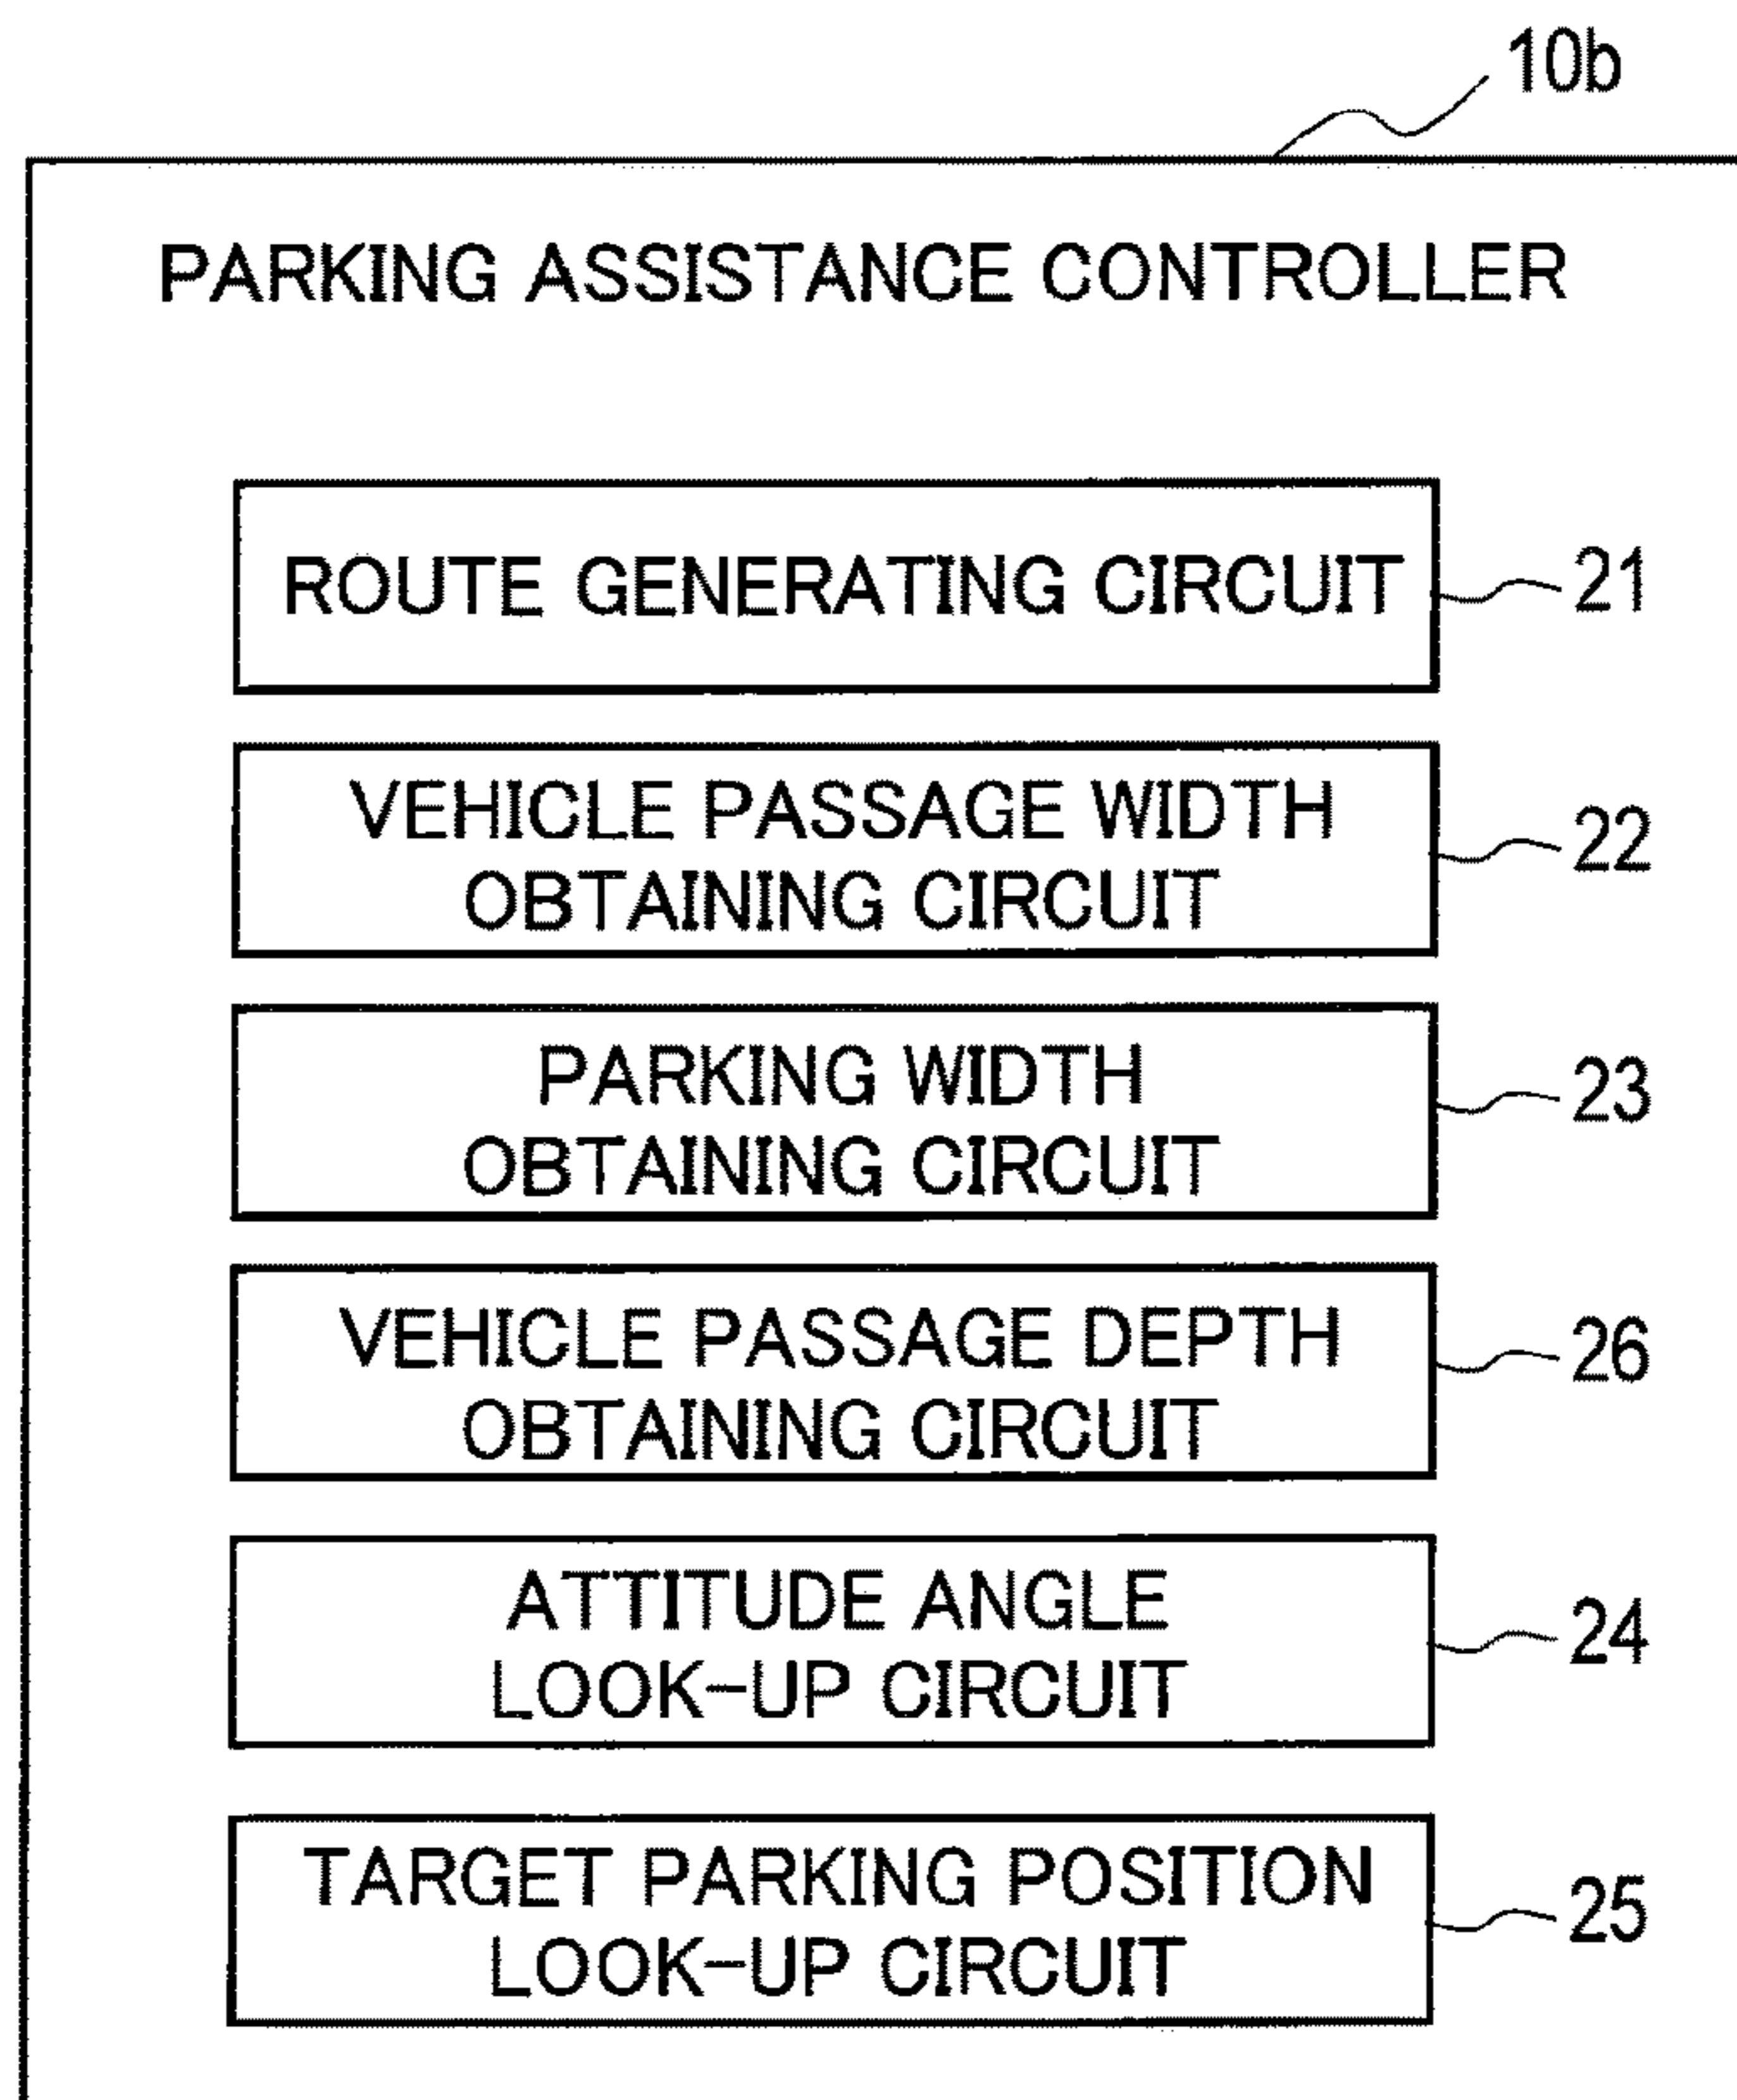 10b
PARKING ASSISTANCE CONTROLLER
ROUTE GENERATING CIRCUIT
21
VEHICLE PASSAGE WIDTH
OBTAINING CIRCUIT
22
PARKING WIDTH
OBTAINING CIRCUIT
23
VEHICLE PASSAGE DEPTH
OBTAINING CIRCUIT
26
ATTITUDE ANGLE
LOOK-UP CIRCUIT
24
TARGET PARKING POSITION
LOOK-UP CIRCUIT
25